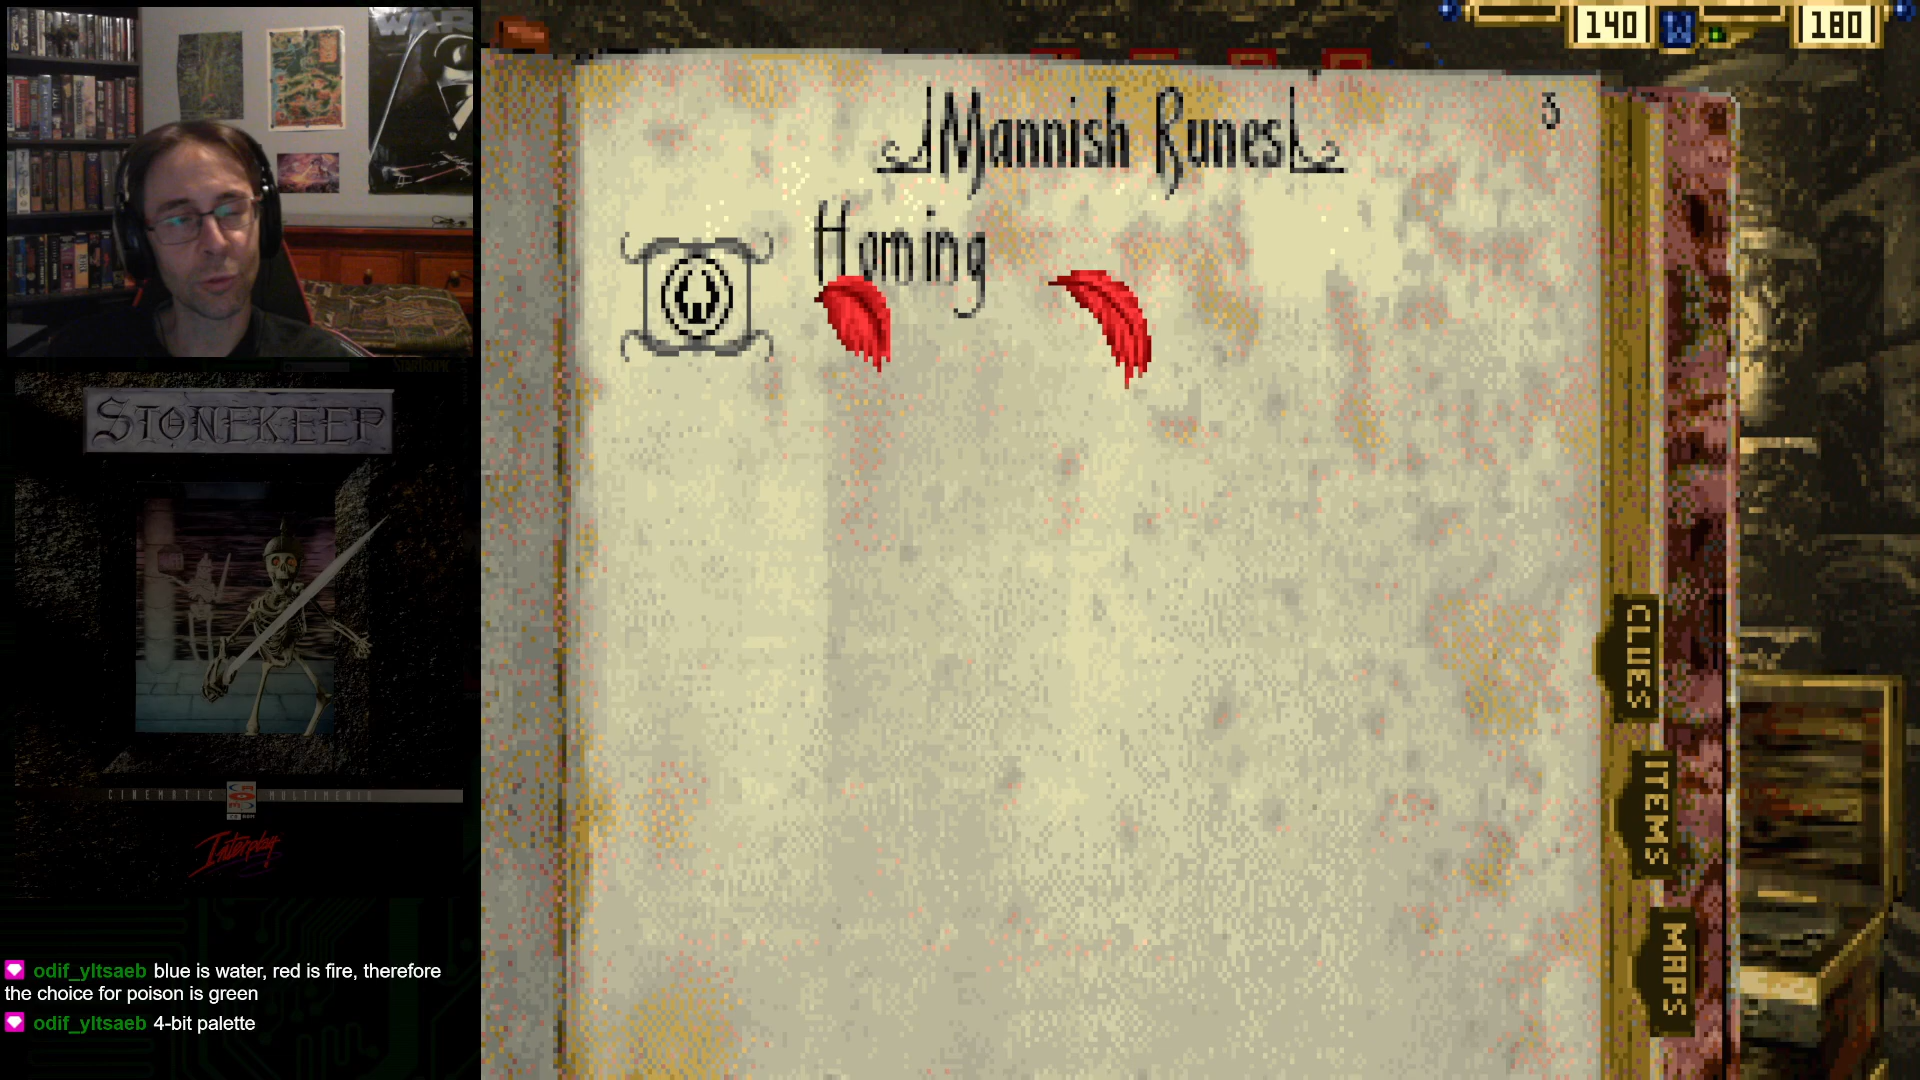 WAR
140
180
Mannish Runes
3
Homing
STONEKEEP
CINEMATIC MULTIMEDIA
Interplay
CLUES
ITEMS
MAPS
odif_yltsaeb blue is water, red is fire, therefore
the choice for poison is green
odif_yltsaeb 4-bit palette